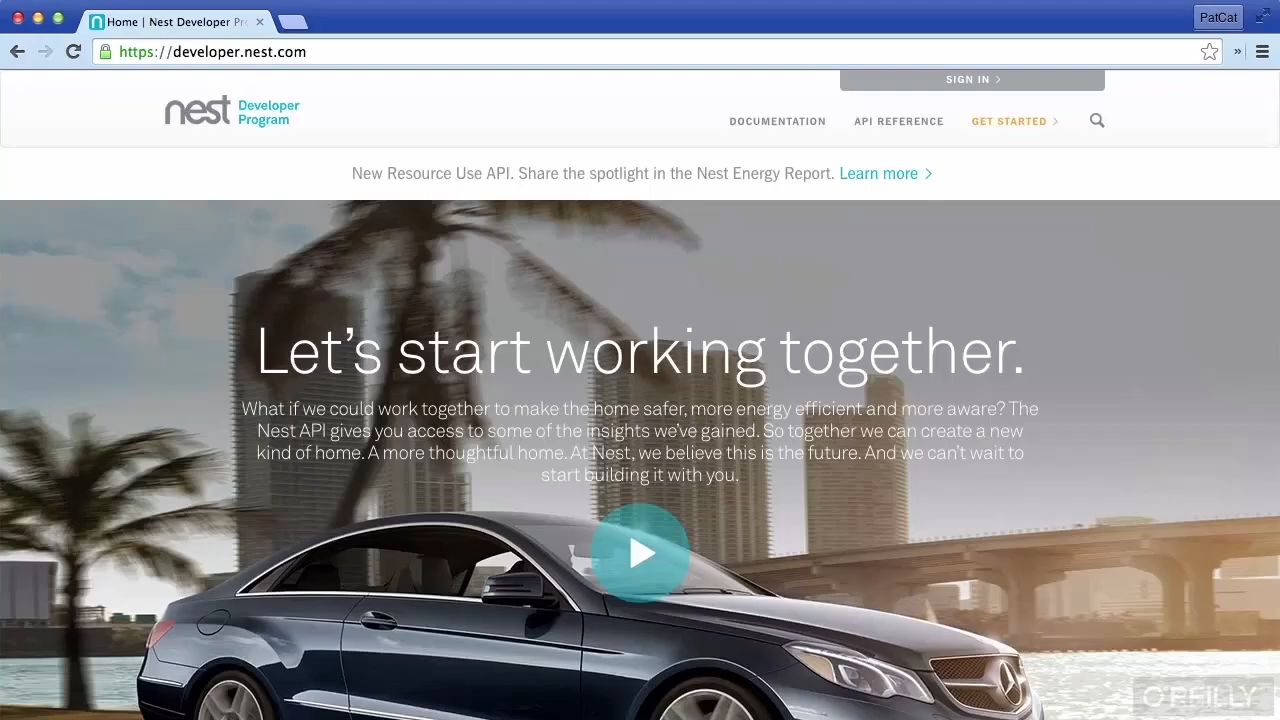 Home | Nest Developer Pr
PatCat
https://developer.nest.com
SIGN IN
nest Developer Program
DOCUMENTATION
API REFERENCE
GET STARTED
New Resource Use API. Share the spotlight in the Nest Energy Report. Learn more
Let's start working together.
What if we could work together to make the home safer, more energy efficient and more aware? The
Nest API gives you access to some of the insights we've gained. So together we can create a new
kind of home. A more thoughtful home. At Nest, we believe this is the future. And we can't wait to
start building it with you.
O'REILLY